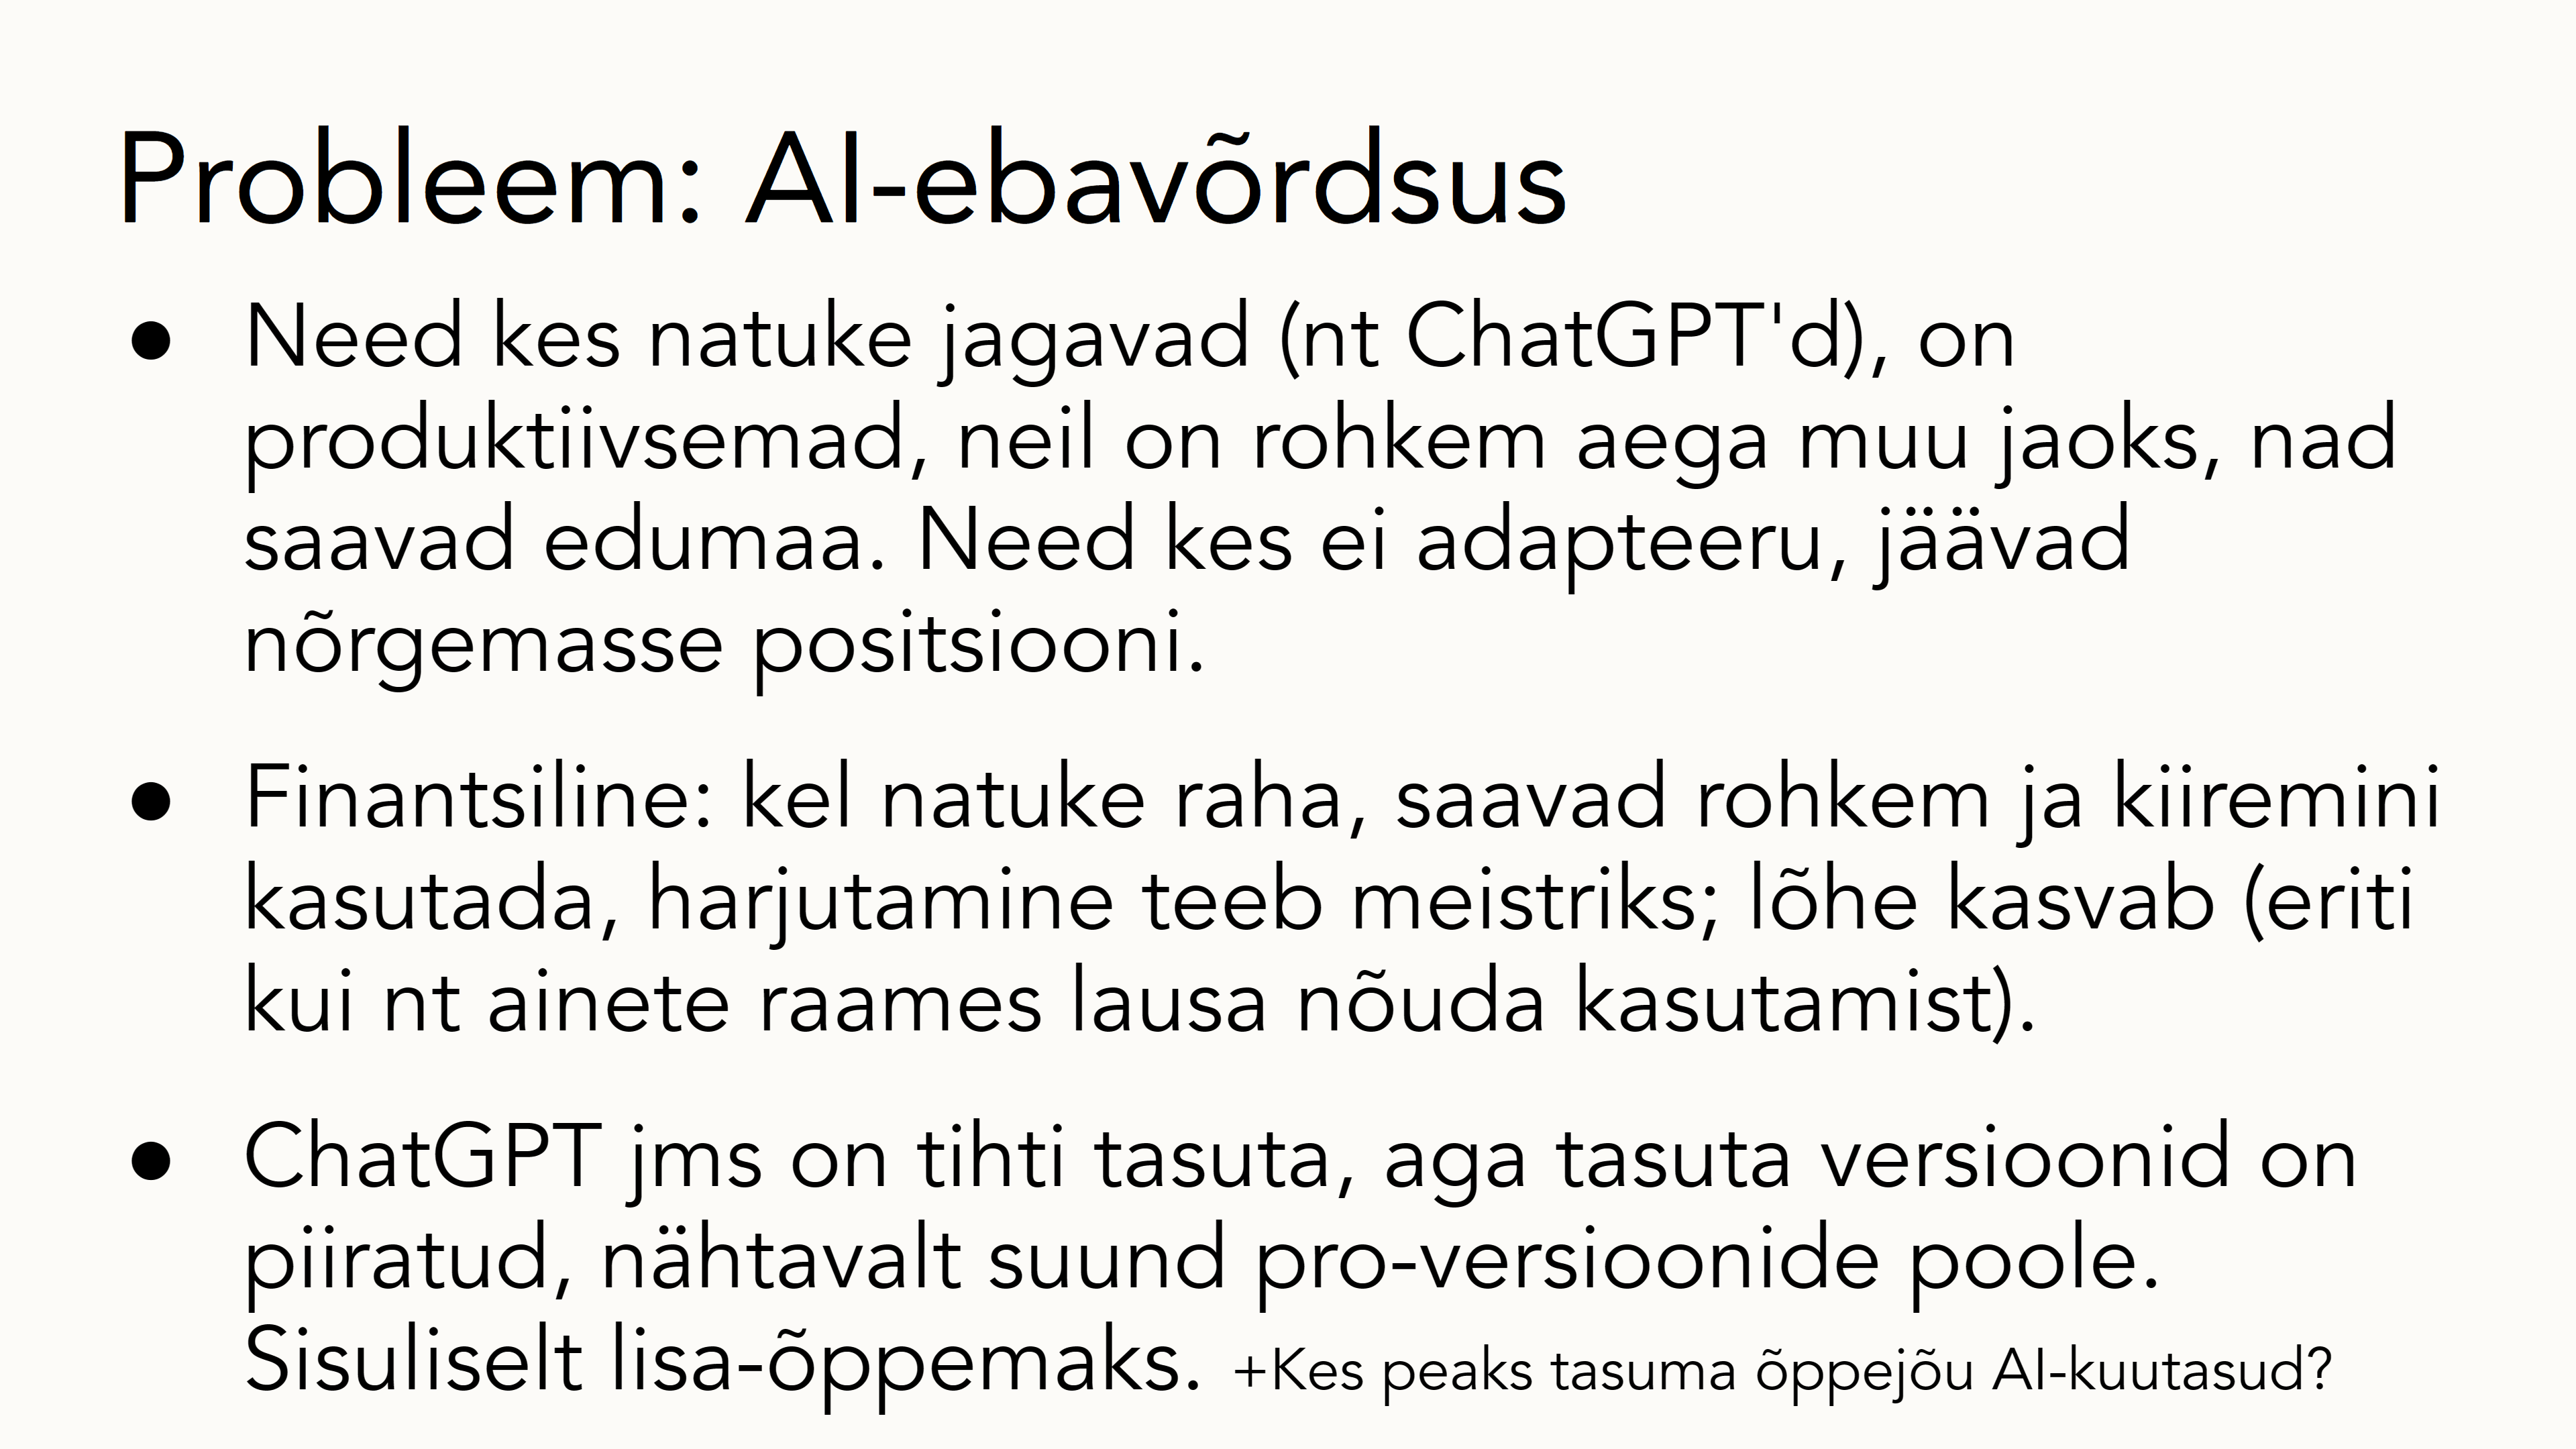 Probleem: AI-ebavõrdsus
● Need kes natuke jagavad (nt ChatGPT'd), on
produktiivsemad, neil on rohkem aega muu jaoks, nad
saavad edumaa. Need kes ei adapteeru, jäävad
nõrgemasse positsiooni.
● Finantsiline: kel natuke raha, saavad rohkem ja kiiremini
kasutada, harjutamine teeb meistriks; lõhe kasvab (eriti
kui nt ainete raames lausa nõuda kasutamist).
● ChatGPT jms on tihti tasuta, aga tasuta versioonid on
piiratud, nähtavalt suund pro-versioonide poole.
Sisuliselt lisa-õppemaks. +Kes peaks tasuma õppejõu AI-kuutasud?